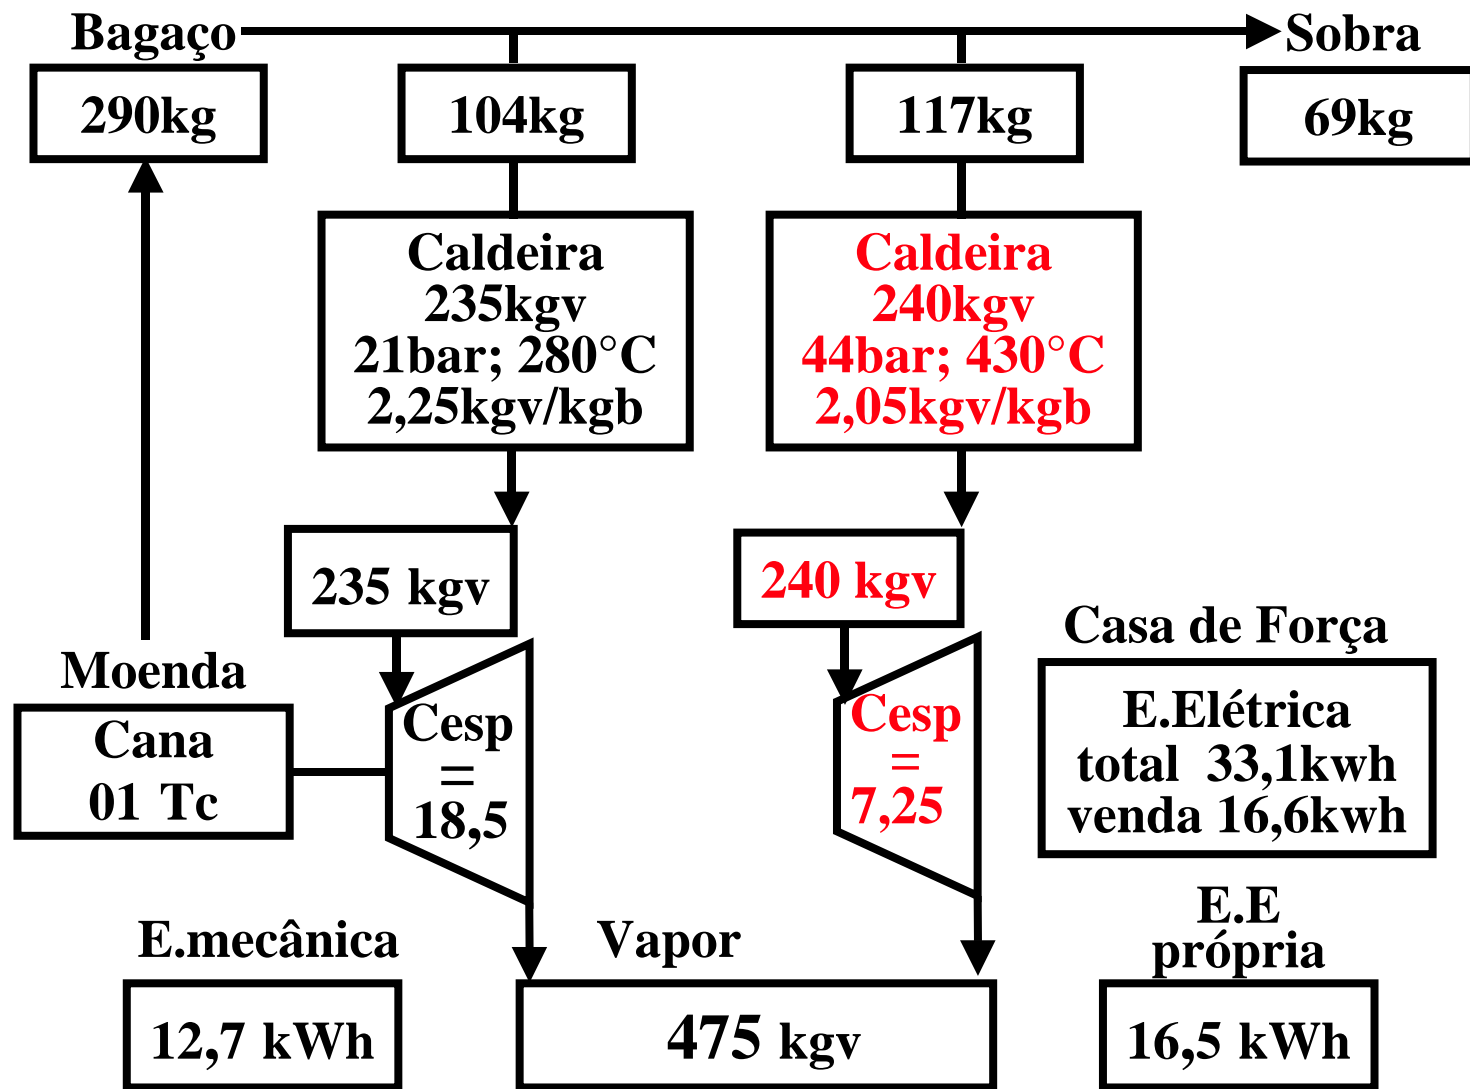 Bagaço
Sobra
290kg
104kg
117kg
69kg
Caldeira
235kgv
21bar; 280°C
2,25kgv/kgb
Caldeira
240kgv
44bar; 430°C
2,05kgv/kgb
235 kgv
240 kgv
Moenda
Cana
01 Tc
Cesp
=
18,5
Cesp
=
7,25
Casa de Força
E.Elétrica
total 33,1kwh
venda 16,6kwh
E.mecânica
12,7 kWh
Vapor
475 kgv
E.E
própria
16,5 kWh